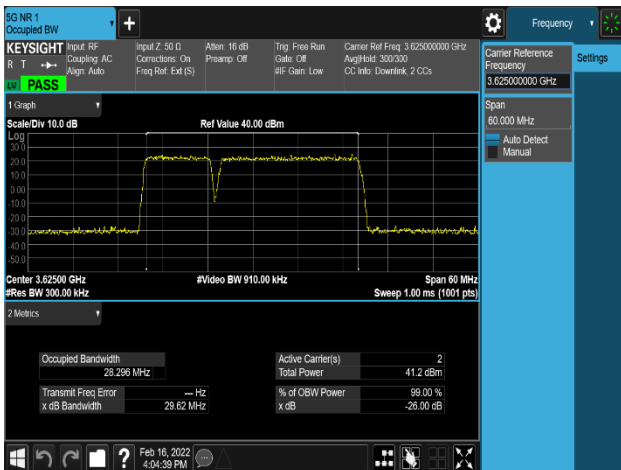 5G NR 1
Occupied BW
Frequency
KEYSIGHT
R T
PASS
Input: RF
Coupling: AC
Align: Auto
Input Z: 50 Ω
Corrections: On
Freq Ref: Ext (S)
Atten: 16 dB
Preamp: Off
Trig: Free Run
Gate: Off
#IF Gain: Low
Carrier Ref Freq: 3.625000000 GHz
Avg|Hold: 300/300
CC Info: Downlink, 2 CCs
Carrier Reference
Frequency
3.625000000 GHz
Settings
Span
60.000 MHz
Auto Detect
Manual
1 Graph
Scale/Div 10.0 dB
Ref Value 40.00 dBm
Log
30.0
20.0
10.0
0.00
-10.0
-20.0
-30.0
-40.0
-50.0
Center 3.62500 GHz
#Video BW 910.00 kHz
Span 60 MHz
#Res BW 300.00 kHz
Sweep 1.00 ms (1001 pts)
2 Metrics
Occupied Bandwidth
28.296 MHz
Active Carrier(s) 2
Total Power 41.2 dBm
Transmit Freq Error --- Hz
x dB Bandwidth 29.62 MHz
% of OBW Power 99.00 %
x dB -26.00 dB
?
Feb 16, 2022
4:04:39 PM